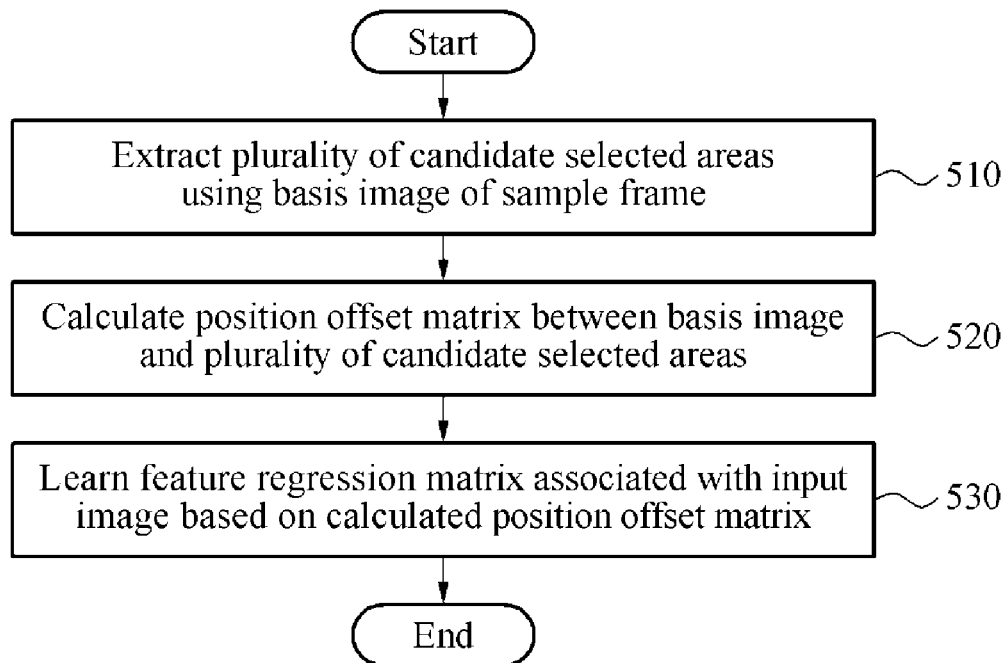 Start
Extract plurality of candidate selected areas
using basis image of sample frame
510
Calculate position offset matrix between basis image
and plurality of candidate selected areas
520
Learn feature regression matrix associated with input
image based on calculated position offset matrix
530
End